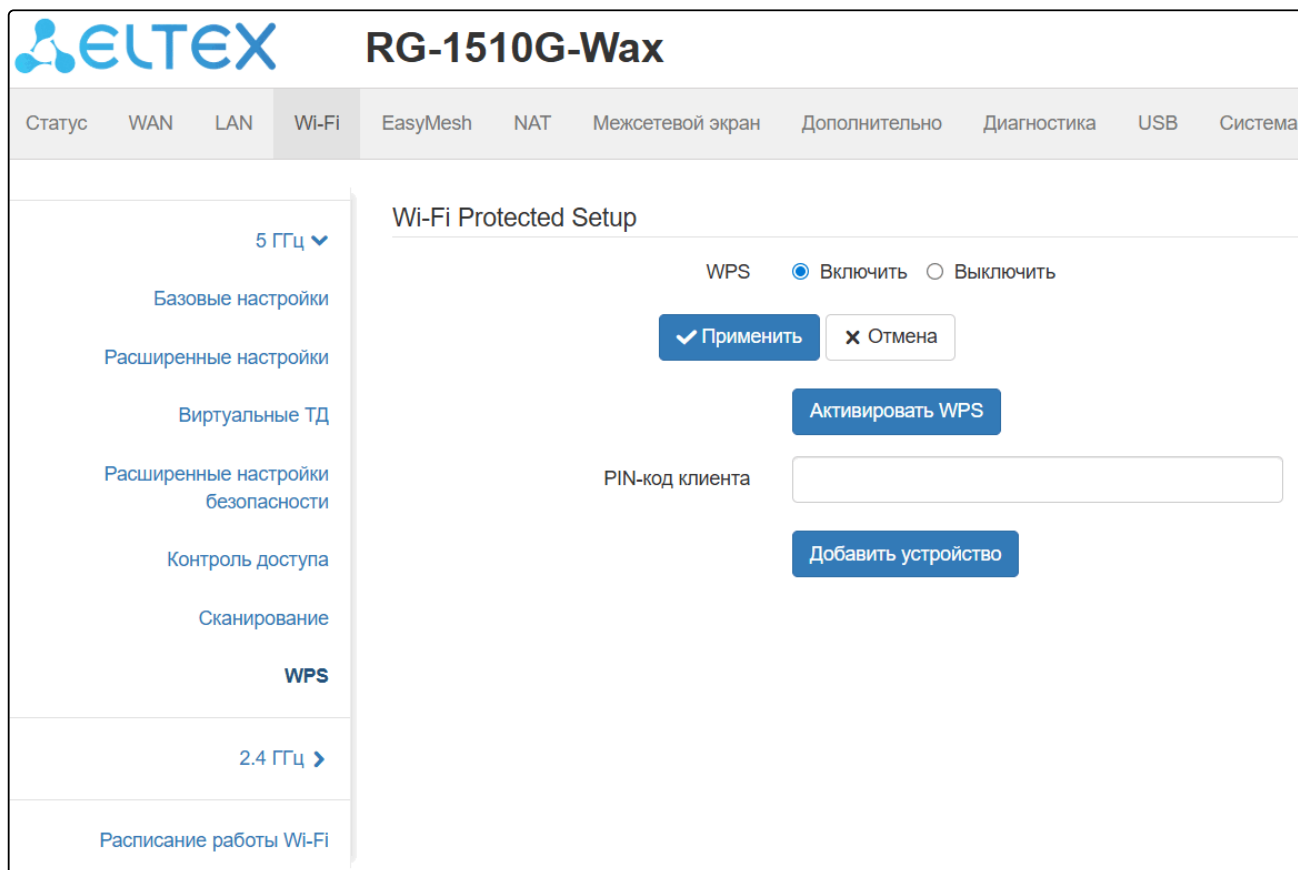 ELTEX RG-1510G-Wax
Статус WAN LAN Wi-Fi EasyMesh NAT Межсетевой экран Дополнительно Диагностика USB Система
5 ГГц
Базовые настройки
Расширенные настройки
Виртуальные ТД
Расширенные настройки
безопасности
Контроль доступа
Сканирование
WPS
2.4 ГГц
Расписание работы Wi-Fi
Wi-Fi Protected Setup
WPS Включить Выключить
Применить Отмена
Активировать WPS
PIN-код клиента
Добавить устройство